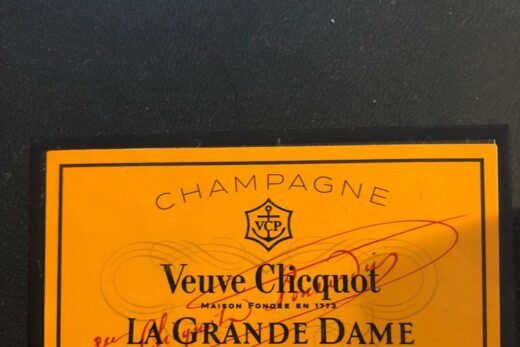 CHAMPAGNE
VCP
Veuve Clicquot
MAISON FONDÉE EN 1772
LA GRANDE DAME